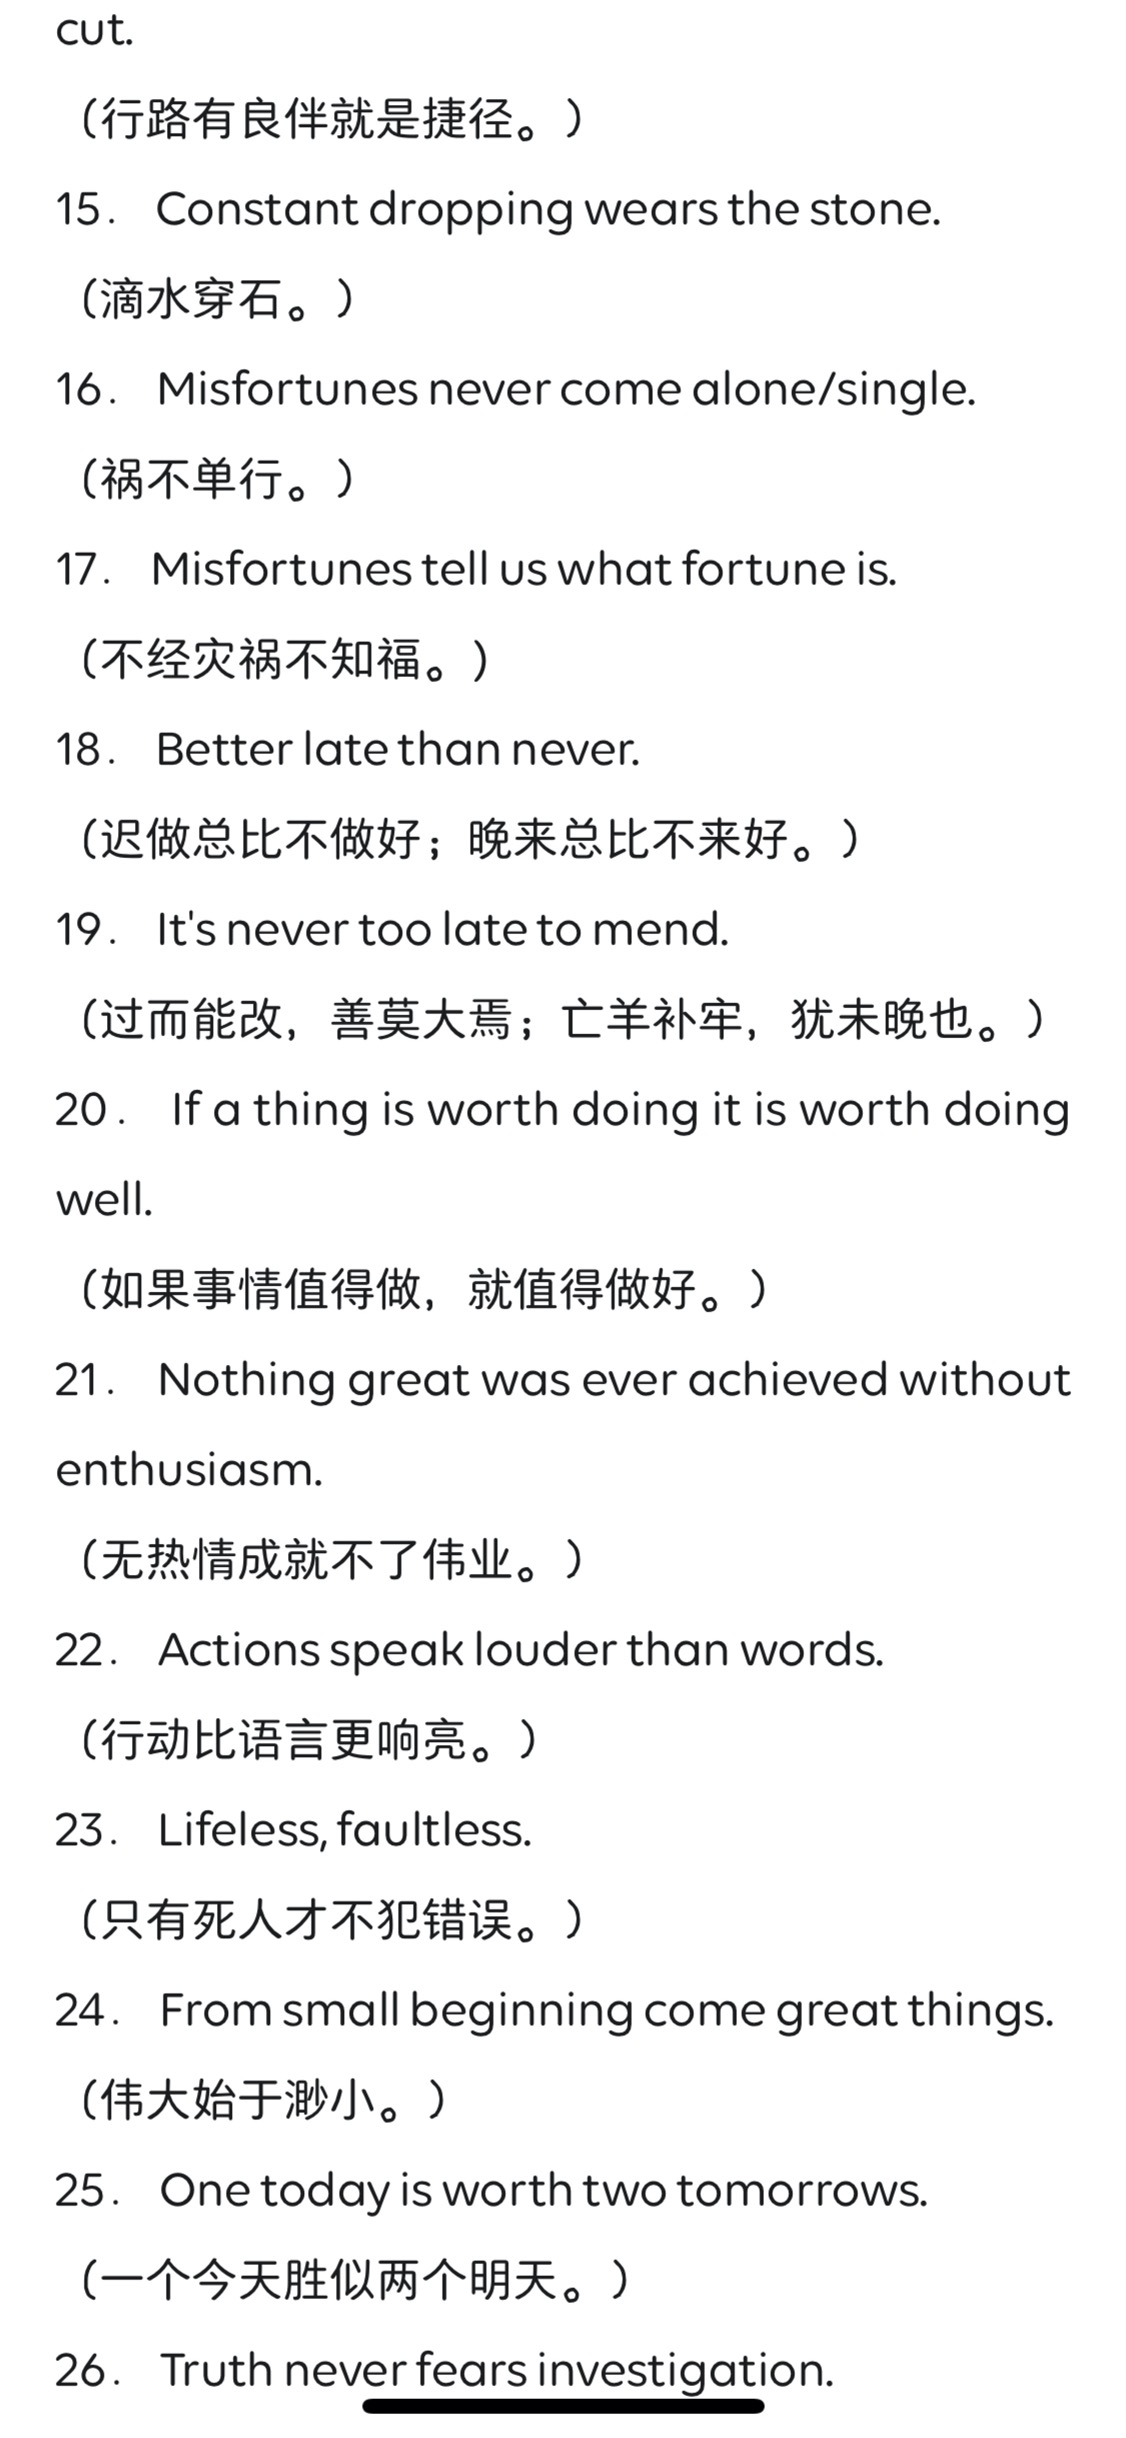 cut.
（行路有良伴就是捷径。）
15． Constant dropping wears the stone.
（滴水穿石。）
16． Misfortunes never come alone/single.
（祸不单行。）
17． Misfortunes tell us what fortune is.
（不经灾祸不知福。）
18． Better late than never.
（迟做总比不做好；晚来总比不来好。）
19． It's never too late to mend.
（过而能改，善莫大焉；亡羊补牢，犹未晚也。）
20． If a thing is worth doing it is worth doing
well.
（如果事情值得做，就值得做好。）
21． Nothing great was ever achieved without
enthusiasm.
（无热情成就不了伟业。）
22． Actions speak louder than words.
（行动比语言更响亮。）
23． Lifeless, faultless.
（只有死人才不犯错误。）
24． From small beginning come great things.
（伟大始于渺小。）
25． One today is worth two tomorrows.
（一个今天胜似两个明天。）
26． Truth never fears investigation.